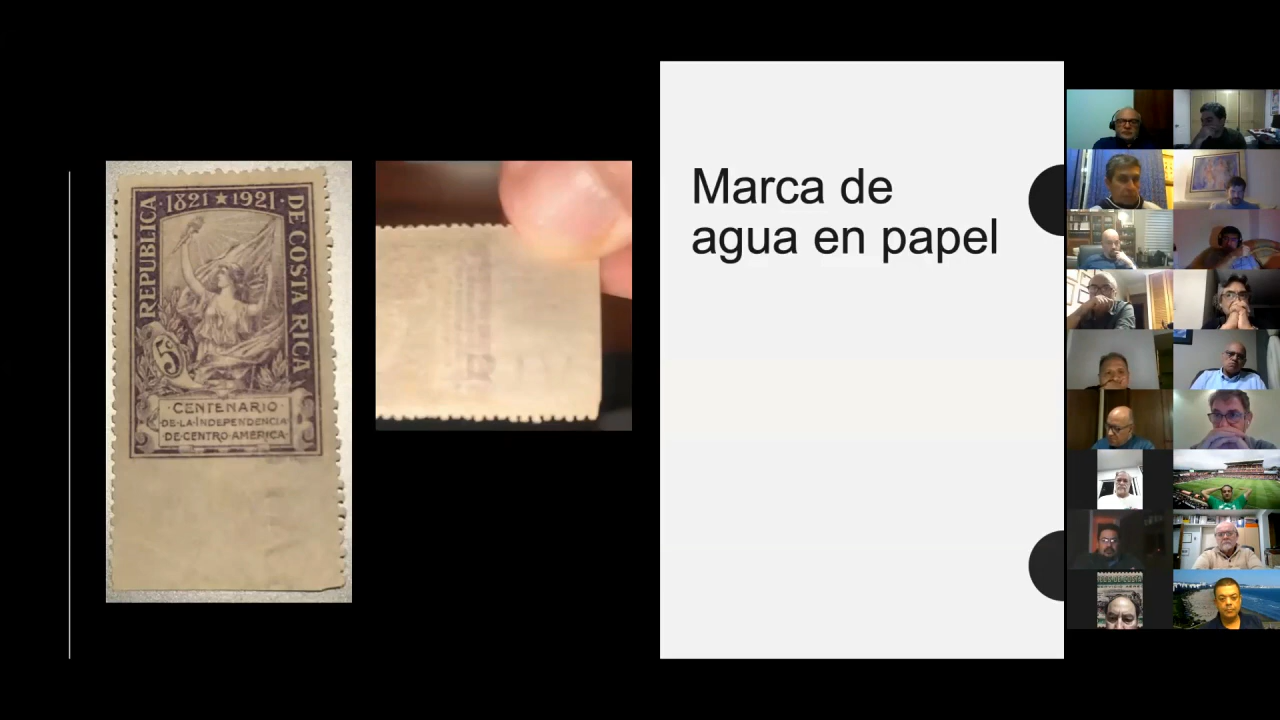 ·1821★1921·
REPUBLICA
DE COSTA RICA
5
·CENTENARIO·
DE·LA·INDEPENDENCIA
·DE·CENTRO·AMERICA·
Marca de
agua en papel